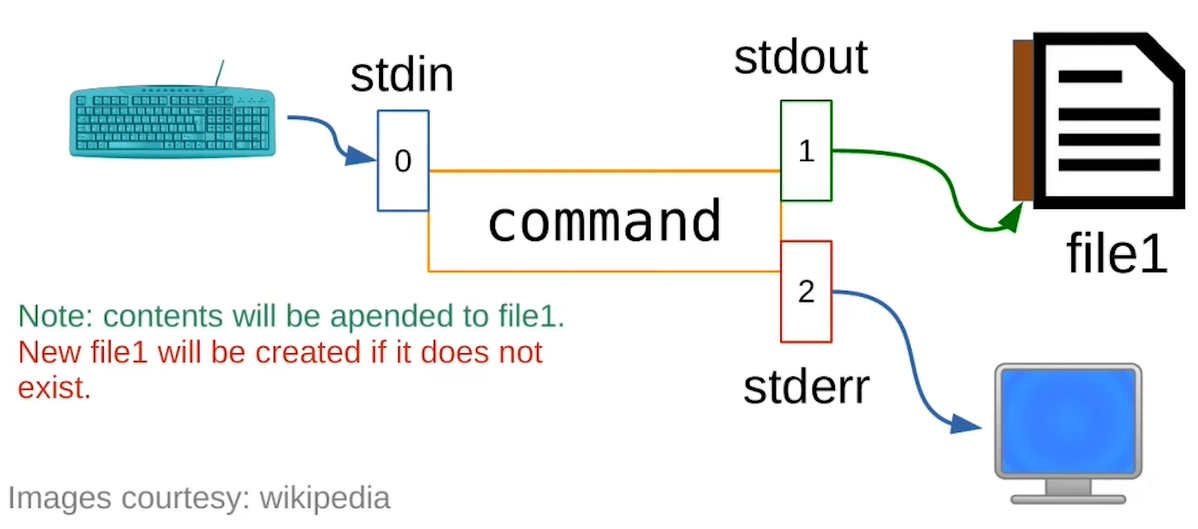 stdin
stdout
0
1
command
file1
2
Note: contents will be apended to file1.
New file1 will be created if it does not
exist.
stderr
Images courtesy: wikipedia